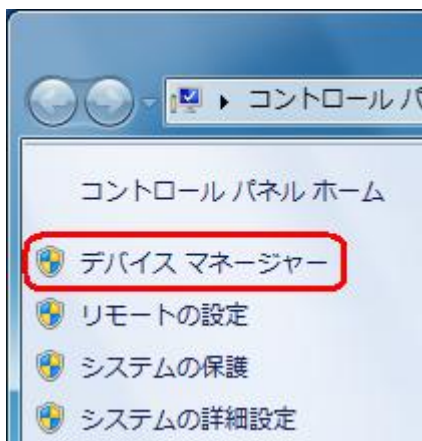 コントロール パ
コントロール パネル ホーム
デバイス マネージャー
リモートの設定
システムの保護
システムの詳細設定